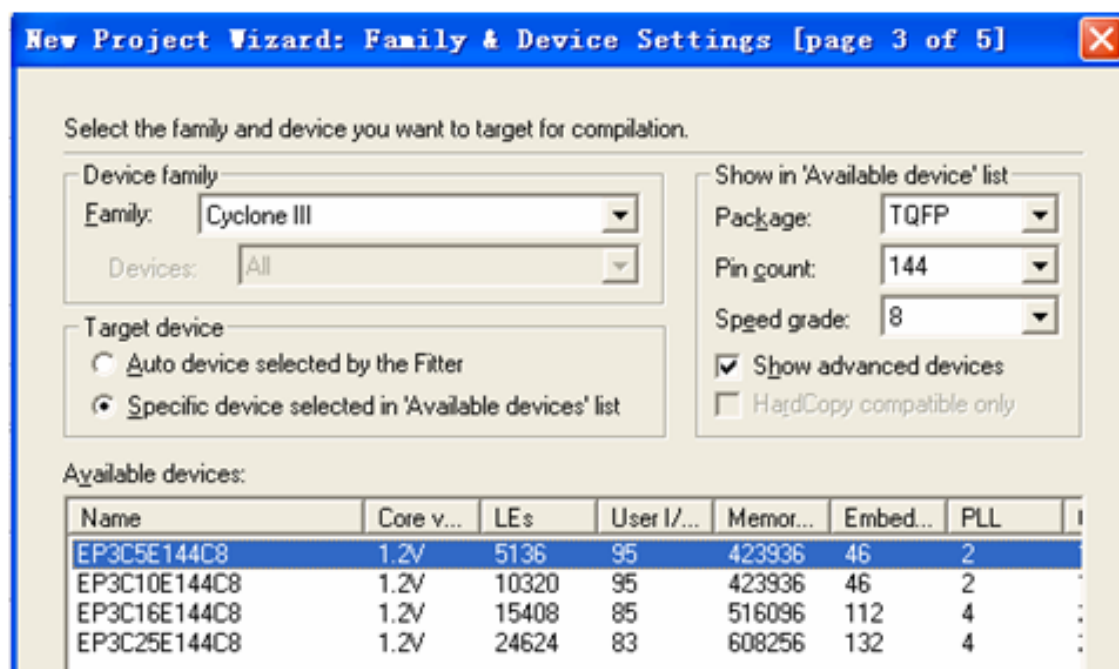 New Project Wizard: Family & Device Settings [page 3 of 5]
Select the family and device you want to target for compilation.
Device family
Family: Cyclone III
Devices: All
Show in 'Available device' list
Package: TQFP
Pin count: 144
Speed grade: 8
Show advanced devices
HardCopy compatible only
Target device
Auto device selected by the Fitter
Specific device selected in 'Available devices' list
Available devices:
Name Core v... LEs User I/... Memor... Embed... PLL
EP3C5E144C8 1.2V 5136 95 423936 46 2
EP3C10E144C8 1.2V 10320 95 423936 46 2
EP3C16E144C8 1.2V 15408 85 516096 112 4
EP3C25E144C8 1.2V 24624 83 608256 132 4